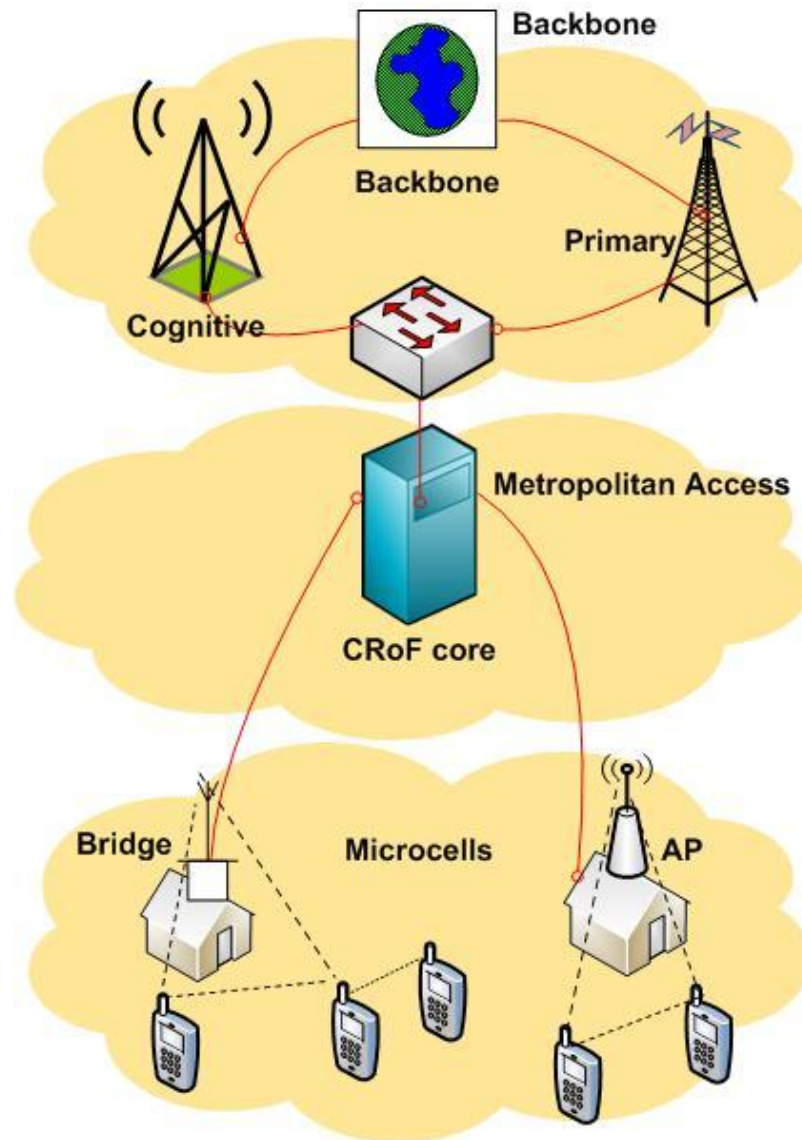 Backbone
Backbone
Primary
Cognitive
Metropolitan Access
CRoF core
Bridge
Microcells
AP